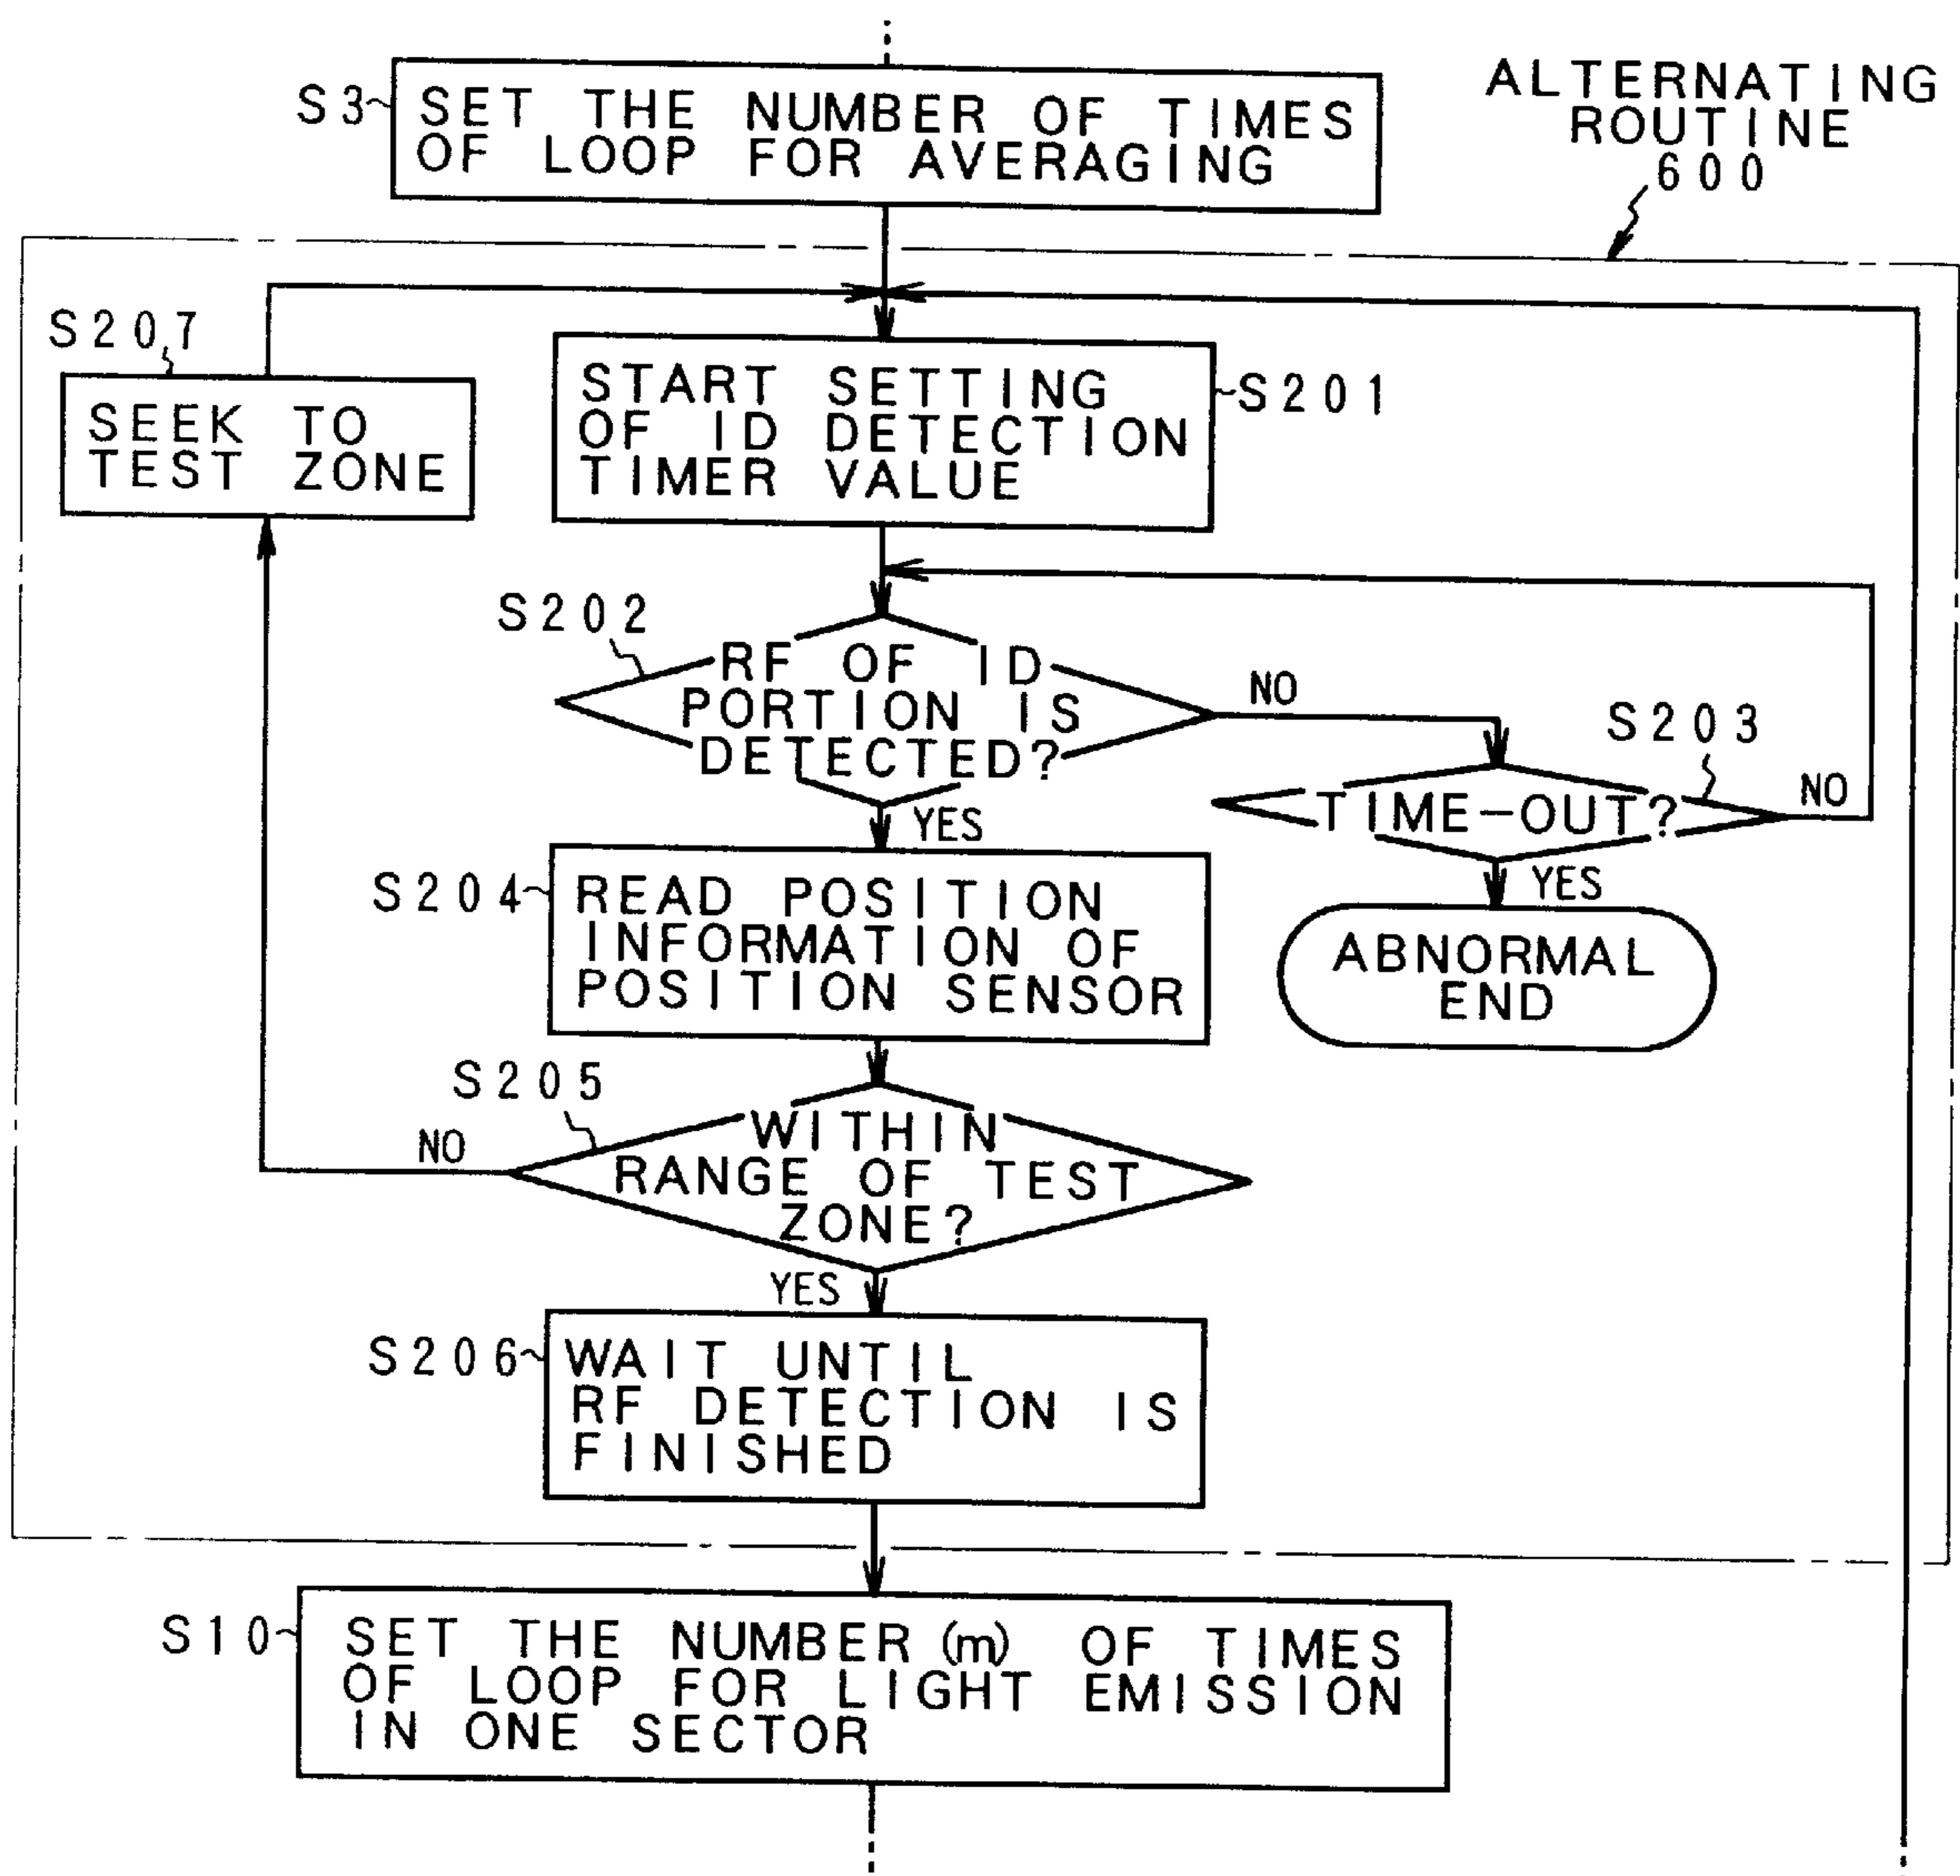 S3
SET THE NUMBER OF TIMES
OF LOOP FOR AVERAGING
ALTERNATING
ROUTINE
600
S207
SEEK TO
TEST ZONE
START SETTING
OF ID DETECTION
TIMER VALUE
S201
S202
RF OF ID
PORTION IS
DETECTED?
NO
YES
S203
TIME-OUT?
NO
YES
ABNORMAL
END
S204
READ POSITION
INFORMATION OF
POSITION SENSOR
S205
WITHIN
RANGE OF TEST
ZONE?
NO
YES
S206
WAIT UNTIL
RF DETECTION IS
FINISHED
S10
SET THE NUMBER (m) OF TIMES
OF LOOP FOR LIGHT EMISSION
IN ONE SECTOR